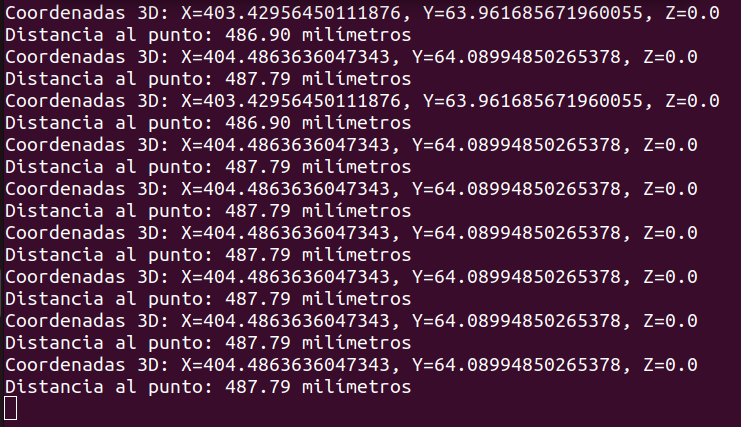 Coordenadas 3D: X=403.42956450111876, Y=63.961685671960055, Z=0.0
Distancia al punto: 486.90 milímetros
Coordenadas 3D: X=404.4863636047343, Y=64.08994850265378, Z=0.0
Distancia al punto: 487.79 milímetros
Coordenadas 3D: X=403.42956450111876, Y=63.961685671960055, Z=0.0
Distancia al punto: 486.90 milímetros
Coordenadas 3D: X=404.4863636047343, Y=64.08994850265378, Z=0.0
Distancia al punto: 487.79 milímetros
Coordenadas 3D: X=404.4863636047343, Y=64.08994850265378, Z=0.0
Distancia al punto: 487.79 milímetros
Coordenadas 3D: X=404.4863636047343, Y=64.08994850265378, Z=0.0
Distancia al punto: 487.79 milímetros
Coordenadas 3D: X=404.4863636047343, Y=64.08994850265378, Z=0.0
Distancia al punto: 487.79 milímetros
Coordenadas 3D: X=404.4863636047343, Y=64.08994850265378, Z=0.0
Distancia al punto: 487.79 milímetros
Coordenadas 3D: X=404.4863636047343, Y=64.08994850265378, Z=0.0
Distancia al punto: 487.79 milímetros